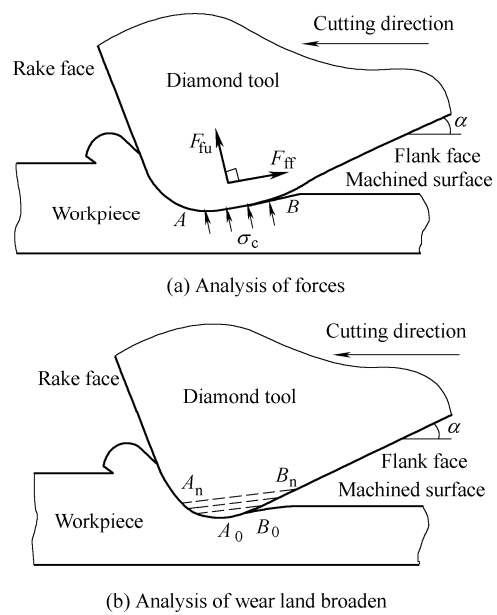 Cutting direction
Rake face
Diamond tool
F_fu
F_ff
α
Flank face
Machined surface
Workpiece
A
B
σ_c
(a) Analysis of forces
Cutting direction
Rake face
Diamond tool
α
A_n
B_n
Flank face
Machined surface
Workpiece
A_0
B_0
(b) Analysis of wear land broaden